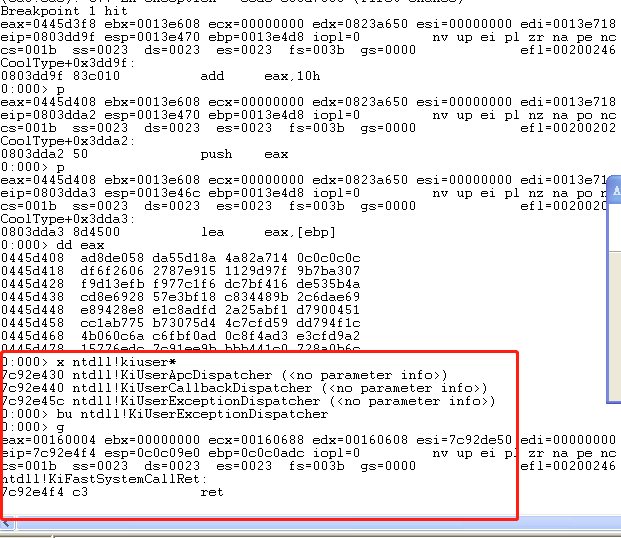 Breakpoint 1 hit
eax=0445d3f8 ebx=0013e608 ecx=00000000 edx=0823a650 esi=00000000 edi=0013e718
eip=0803dd9f esp=0013e470 ebp=0013e4d8 iopl=0         nv up ei pl zr na pe nc
cs=001b  ss=0023  ds=0023  es=0023  fs=003b  gs=0000             efl=00200246
CoolType+0x3dd9f:
0803dd9f 83c010          add     eax,10h
0:000> p
eax=0445d408 ebx=0013e608 ecx=00000000 edx=0823a650 esi=00000000 edi=0013e718
eip=0803dda2 esp=0013e470 ebp=0013e4d8 iopl=0         nv up ei pl nz na po nc
cs=001b  ss=0023  ds=0023  es=0023  fs=003b  gs=0000             efl=00200202
CoolType+0x3dda2:
0803dda2 50              push    eax
0:000> p
eax=0445d408 ebx=0013e608 ecx=00000000 edx=0823a650 esi=00000000 edi=0013e71
eip=0803dda3 esp=0013e46c ebp=0013e4d8 iopl=0         nv up ei pl nz na po nc
cs=001b  ss=0023  ds=0023  es=0023  fs=003b  gs=0000             efl=0020020
CoolType+0x3dda3:
0803dda3 8d4500          lea     eax,[ebp]
0:000> dd eax
0445d408  ad8de058 da55d18a 4a82a714 0c0c0c0c
0445d418  df6f2606 2787e915 1129d97f 9b7ba307
0445d428  f9d13efb f977c1f6 dc7bf416 de535b4a
0445d438  cd8e6928 57e3bf18 c834489b 2c6dae69
0445d448  e89428e8 e1c8adfd 2a25abf1 d7900451
0445d458  cc1ab775 b73075d4 4c7cfd59 dd794f1c
0445d468  4b060c6a c6fbf0ad 0c8f4ad3 e3cfd9a2
0:000> x ntdll!kiuser*
7c92e430 ntdll!KiUserApcDispatcher (<no parameter info>)
7c92e440 ntdll!KiUserCallbackDispatcher (<no parameter info>)
7c92e45c ntdll!KiUserExceptionDispatcher (<no parameter info>)
0:000> bu ntdll!KiUserExceptionDispatcher
0:000> g
eax=00160004 ebx=00000000 ecx=00160688 edx=00160608 esi=7c92de50 edi=00000000
eip=7c92e4f4 esp=0c0c09e0 ebp=0c0c0adc iopl=0         nv up ei pl zr na pe nc
cs=001b  ss=0023  ds=0023  es=0023  fs=003b  gs=0000             efl=00200246
ntdll!KiFastSystemCallRet:
7c92e4f4 c3              ret